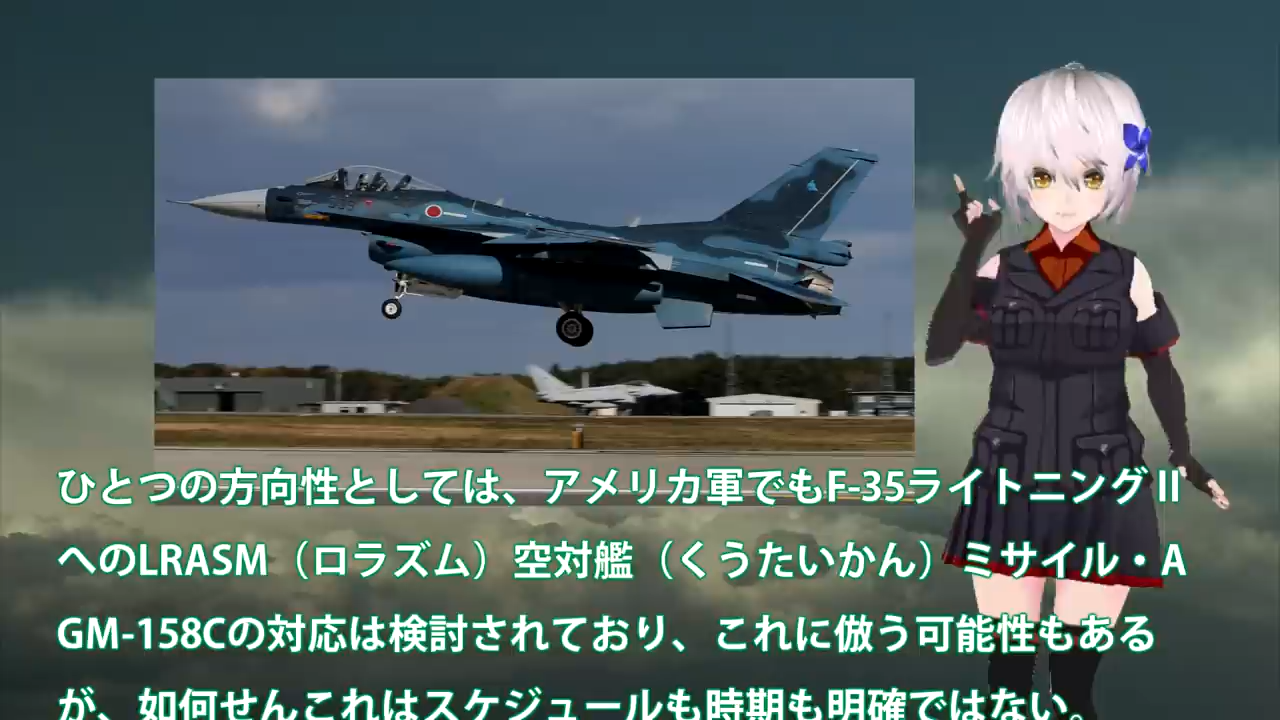 ひとつの方向性としては、アメリカ軍でもF-35ライトニングⅡ
へのLRASM（ロラズム）空対艦（くうたいかん）ミサイル・A
GM-158Cの対応は検討されており、これに倣う可能性もある
が、如何せんこれはスケジュールも時期も明確ではない。